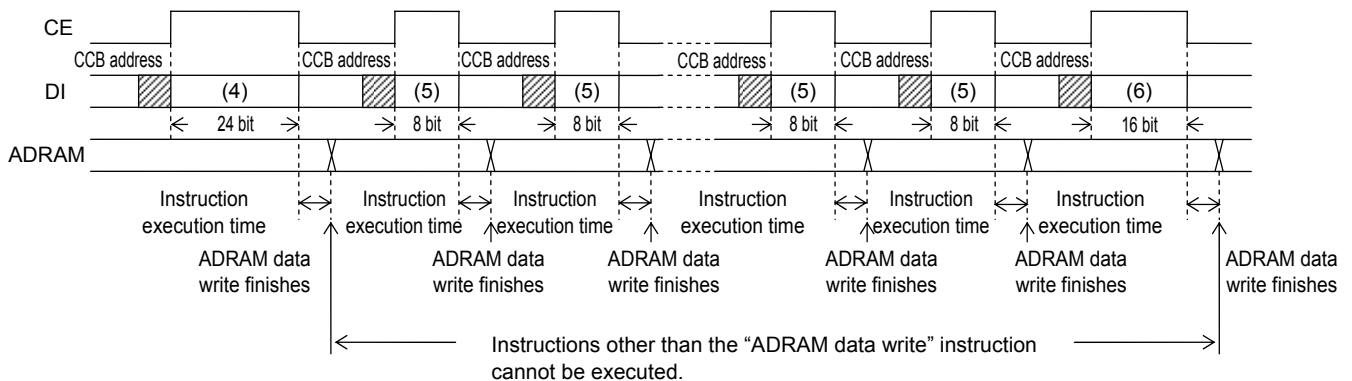 CE
CCB address CCB address CCB address CCB address CCB address CCB address
DI (4) (5) (5) (5) (5) (6)
24 bit 8 bit 8 bit 8 bit 8 bit 16 bit
ADRAM
Instruction Instruction Instruction Instruction Instruction Instruction
execution time execution time execution time execution time execution time execution time
ADRAM data ADRAM data ADRAM data ADRAM data ADRAM data ADRAM data
write finishes write finishes write finishes write finishes write finishes write finishes
Instructions other than the “ADRAM data write” instruction
cannot be executed.